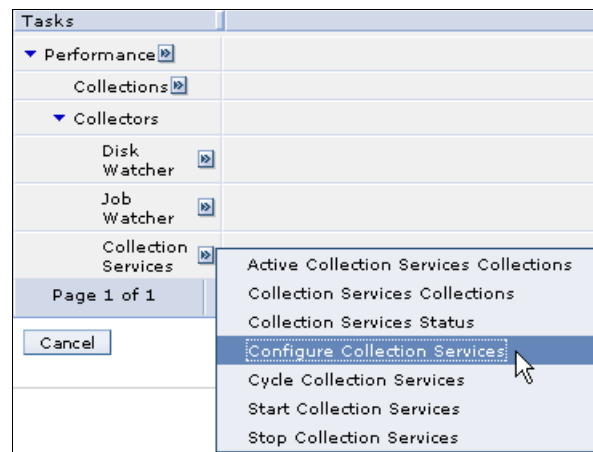 Tasks
Performance
Collections
Collectors
Disk
Watcher
Job
Watcher
Collection
Services
Active Collection Services Collections
Collection Services Collections
Collection Services Status
Configure Collection Services
Cycle Collection Services
Start Collection Services
Stop Collection Services
Page 1 of 1
Cancel